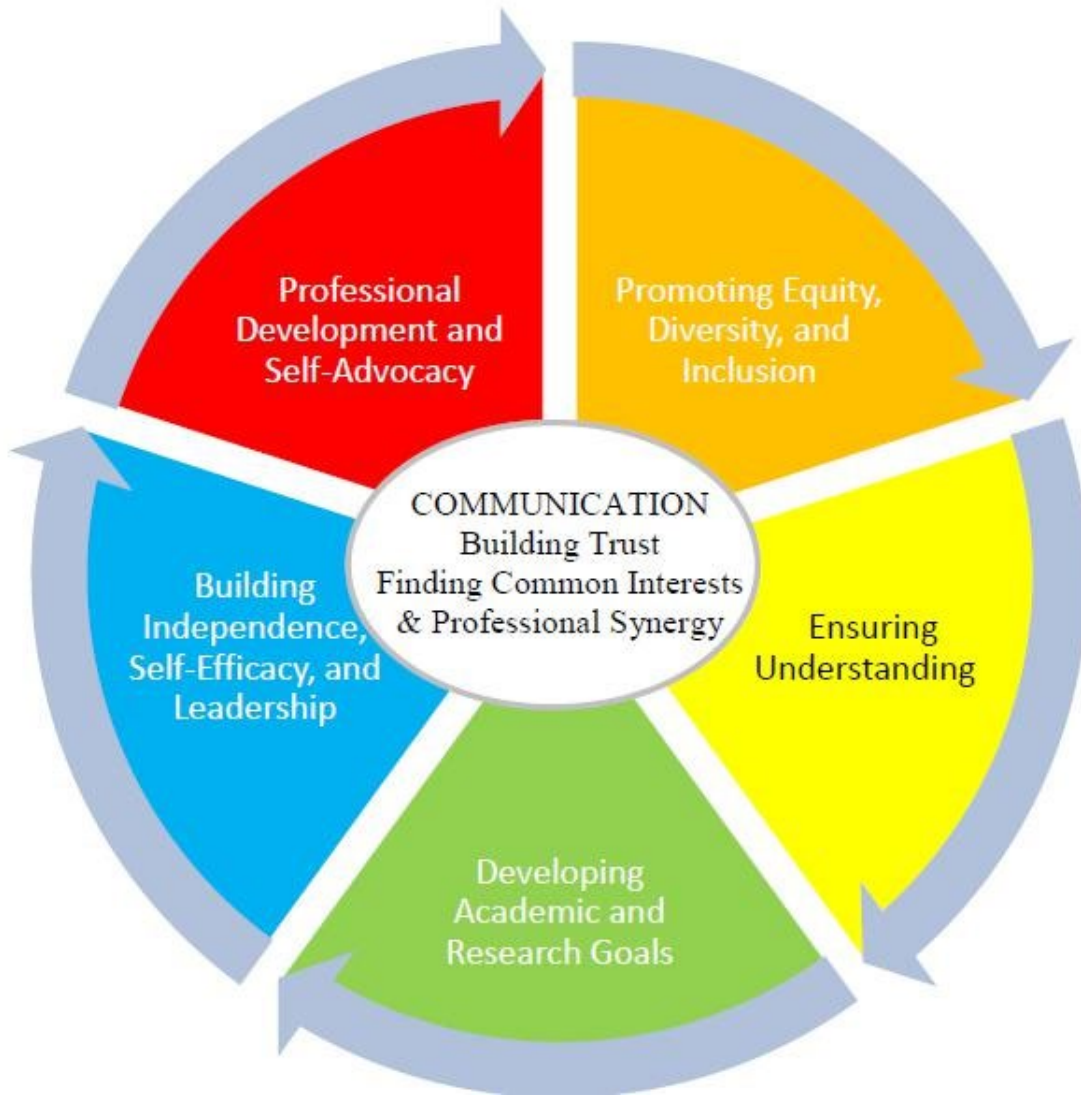 Professional
Development and
Self-Advocacy
Promoting Equity,
Diversity, and
Inclusion
COMMUNICATION
Building Trust
Finding Common Interests
& Professional Synergy
Building
Independence,
Self-Efficacy, and
Leadership
Ensuring
Understanding
Developing
Academic and
Research Goals